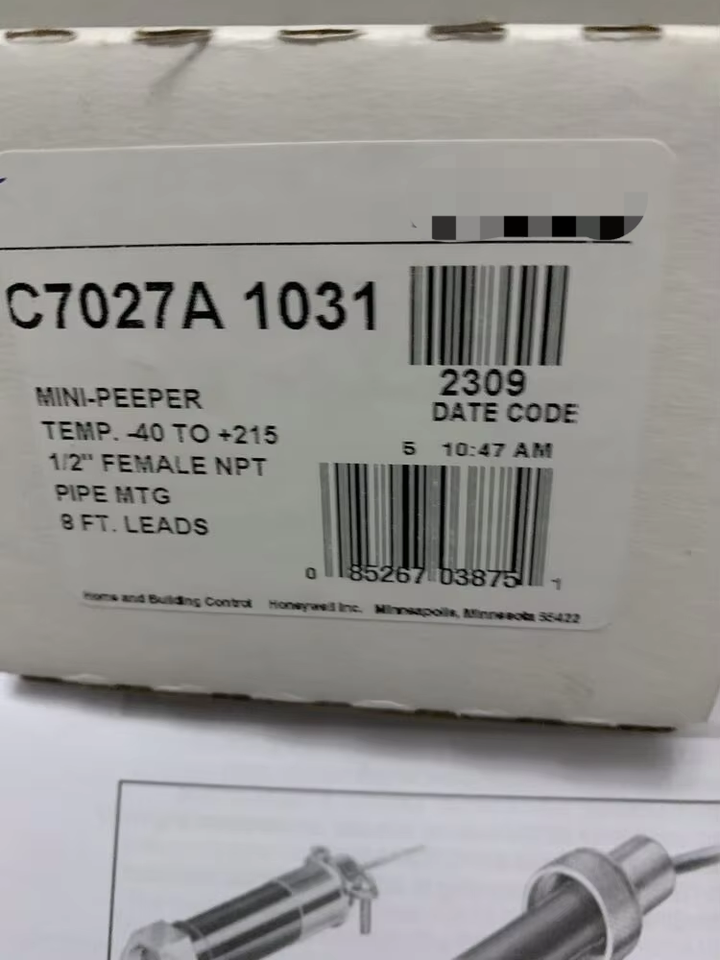 C7027A 1031
MINI-PEEPER
TEMP. -40 TO +215
1/2" FEMALE NPT
PIPE MTG
8 FT. LEADS
2309
DATE CODE
5 10:47 AM
0 85267 03875 1
Home and Building Control Honeywell Inc. Minneapolis, Minnesota 55422